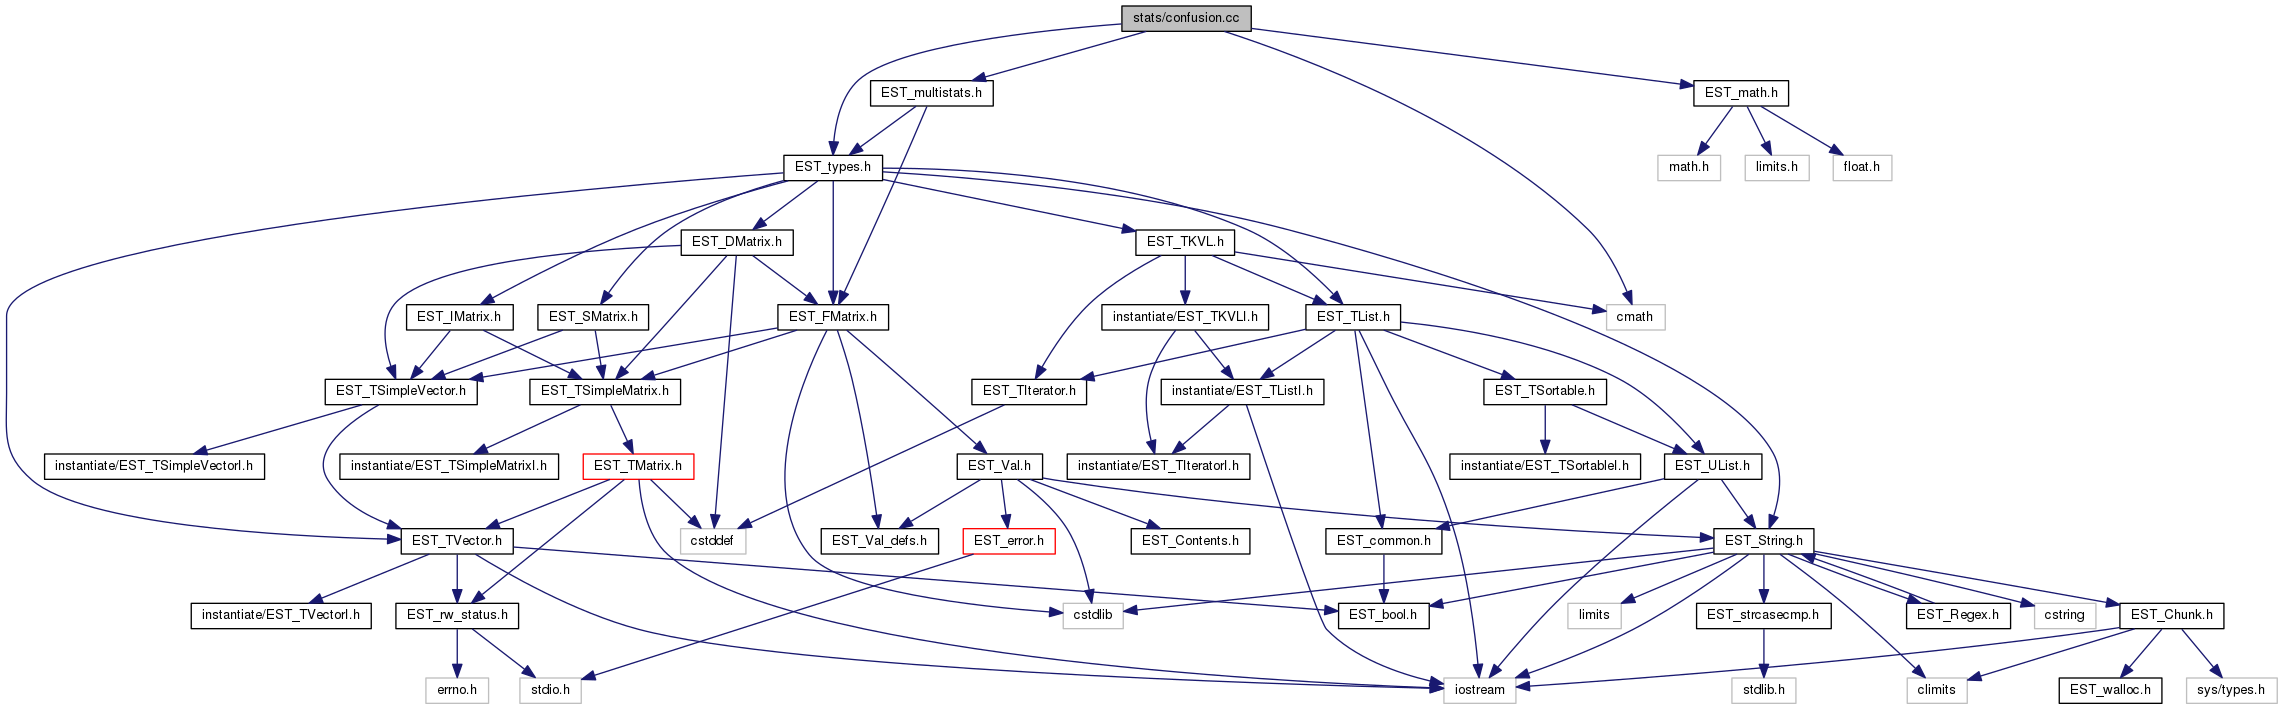 stats/confusion.cc
EST_multistats.h
EST_math.h
EST_types.h
math.h
limits.h
float.h
EST_DMatrix.h
EST_TKVL.h
EST_IMatrix.h
EST_SMatrix.h
EST_FMatrix.h
instantiate/EST_TKVLI.h
EST_TList.h
cmath
EST_TSimpleVector.h
EST_TSimpleMatrix.h
EST_TIterator.h
instantiate/EST_TListI.h
EST_TSortable.h
instantiate/EST_TSimpleVectorI.h
instantiate/EST_TSimpleMatrixI.h
EST_TMatrix.h
EST_Val.h
instantiate/EST_TIteratorI.h
instantiate/EST_TSortableI.h
EST_UList.h
EST_TVector.h
cstddef
EST_Val_defs.h
EST_error.h
EST_Contents.h
EST_common.h
EST_String.h
instantiate/EST_TVectorI.h
EST_rw_status.h
cstdlib
EST_bool.h
limits
EST_strcasecmp.h
EST_Regex.h
cstring
EST_Chunk.h
errno.h
stdio.h
iostream
stdlib.h
climits
EST_walloc.h
sys/types.h